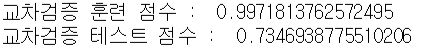 교차검증 훈련 점수 :  0.9971813762572495
교차검증 테스트 점수 :  0.7346938775510206